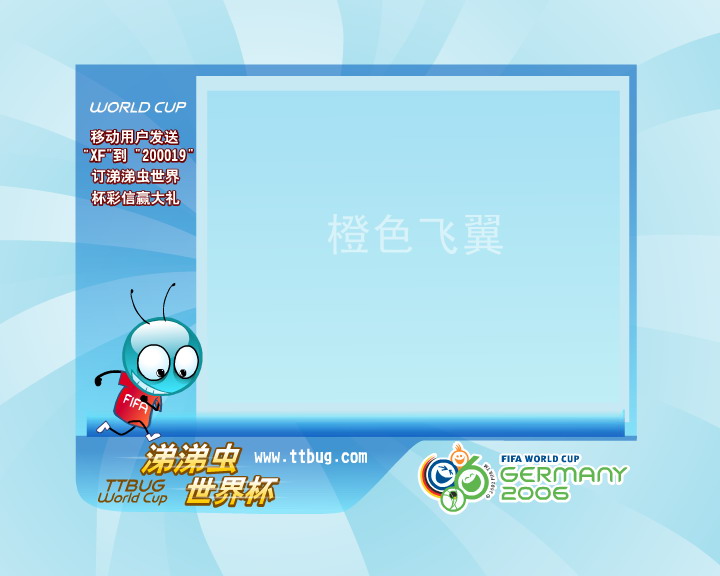 WORLD CUP
移动用户发送
"XF"到 "200019"
订涕涕虫世界
杯彩信赢大礼
橙色飞翼
FIFA
涕涕虫
www.ttbug.com
TTBUG
World Cup
世界杯
FIFA WORLD CUP
GERMANY
2006